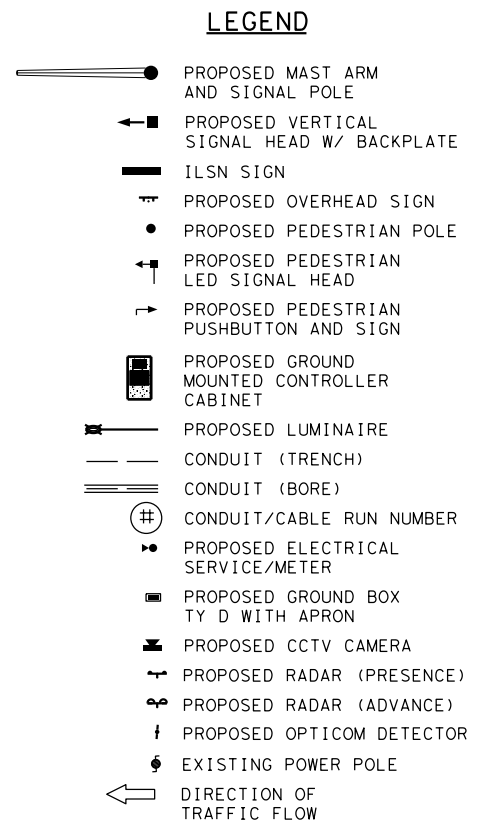 LEGEND
PROPOSED MAST ARM
AND SIGNAL POLE
PROPOSED VERTICAL
SIGNAL HEAD W/ BACKPLATE
ILSN SIGN
PROPOSED OVERHEAD SIGN
PROPOSED PEDESTRIAN POLE
PROPOSED PEDESTRIAN
LED SIGNAL HEAD
PROPOSED PEDESTRIAN
PUSHBUTTON AND SIGN
PROPOSED GROUND
MOUNTED CONTROLLER
CABINET
PROPOSED LUMINAIRE
CONDUIT (TRENCH)
CONDUIT (BORE)
# CONDUIT/CABLE RUN NUMBER
PROPOSED ELECTRICAL
SERVICE/METER
PROPOSED GROUND BOX
TY D WITH APRON
PROPOSED CCTV CAMERA
PROPOSED RADAR (PRESENCE)
PROPOSED RADAR (ADVANCE)
PROPOSED OPTICOM DETECTOR
EXISTING POWER POLE
DIRECTION OF
TRAFFIC FLOW